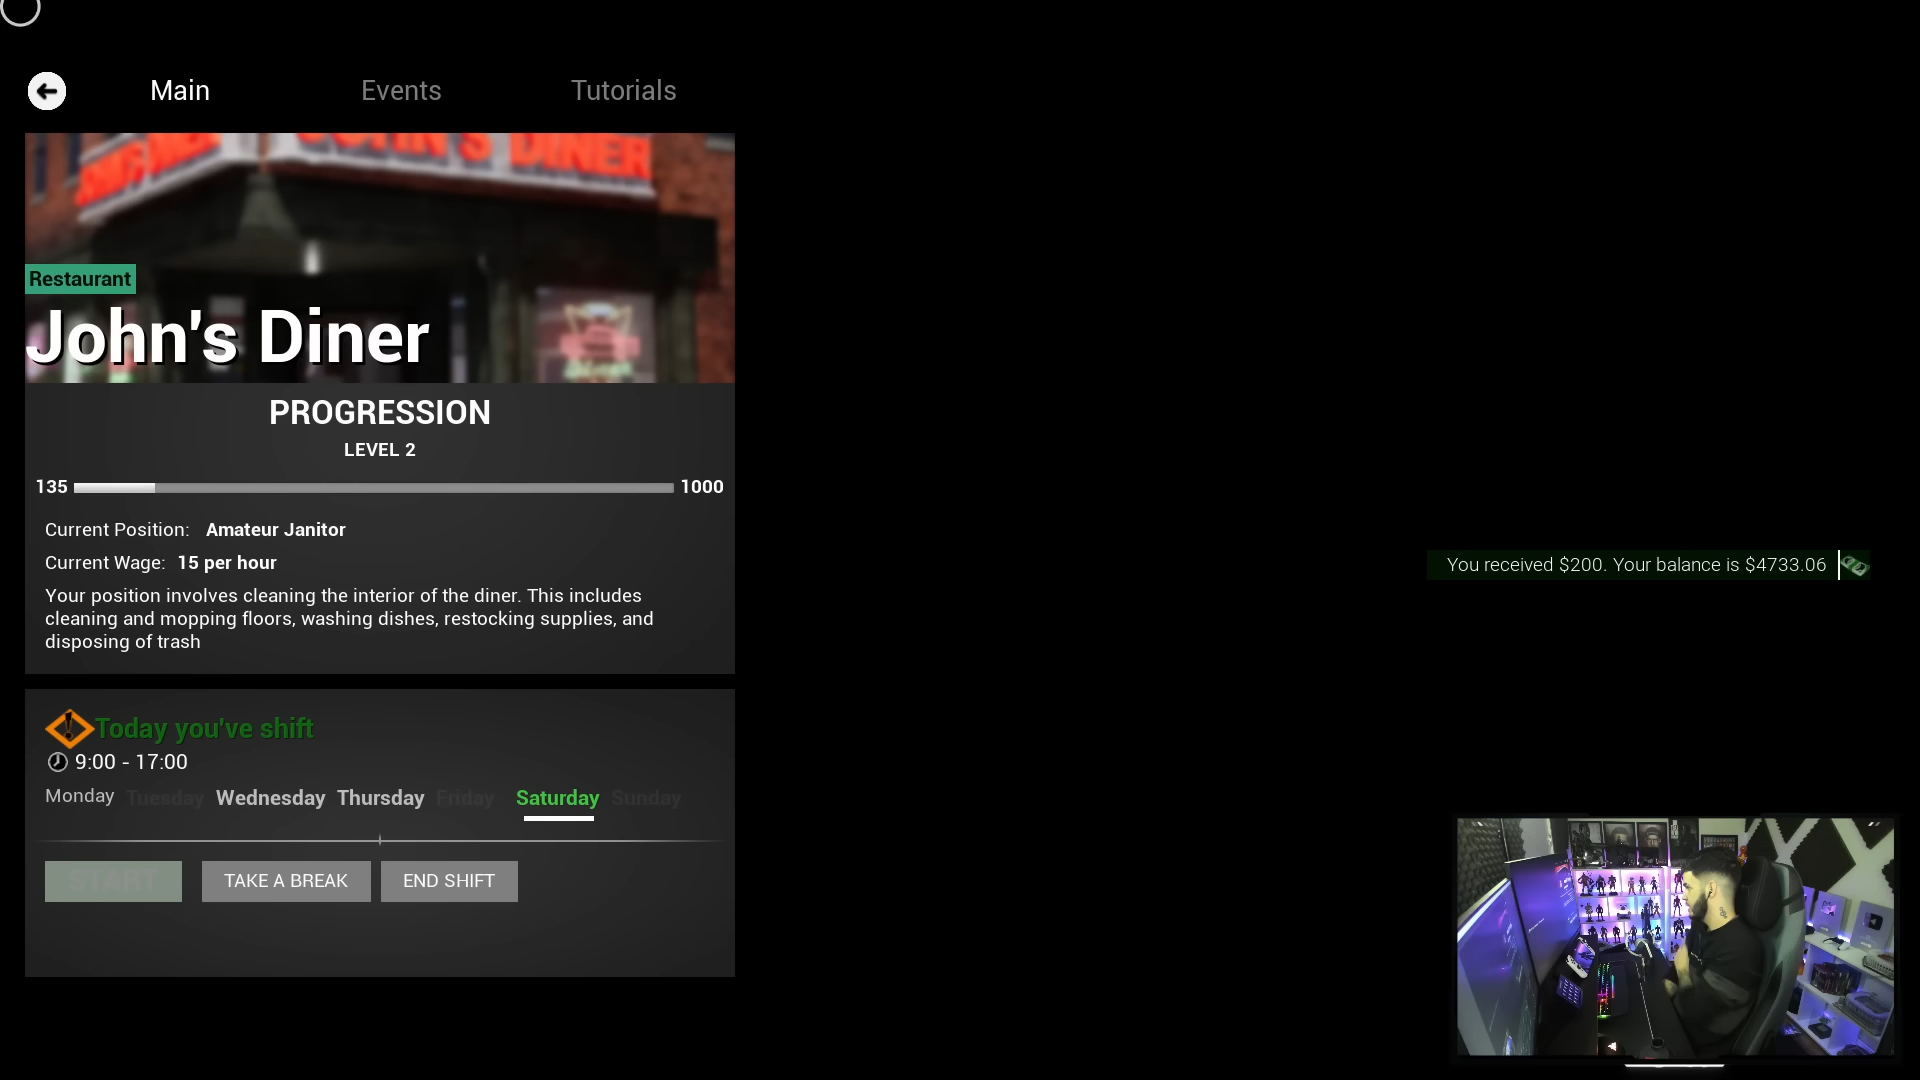 Main Events Tutorials
JOHN'S DINER
Restaurant
John's Diner
PROGRESSION
LEVEL 2
135 1000
Current Position: Amateur Janitor
Current Wage: 15 per hour
Your position involves cleaning the interior of the diner. This includes
cleaning and mopping floors, washing dishes, restocking supplies, and
disposing of trash
You received $200. Your balance is $4733.06
Today you've shift
9:00 - 17:00
Monday Tuesday Wednesday Thursday Friday Saturday Sunday
START TAKE A BREAK END SHIFT